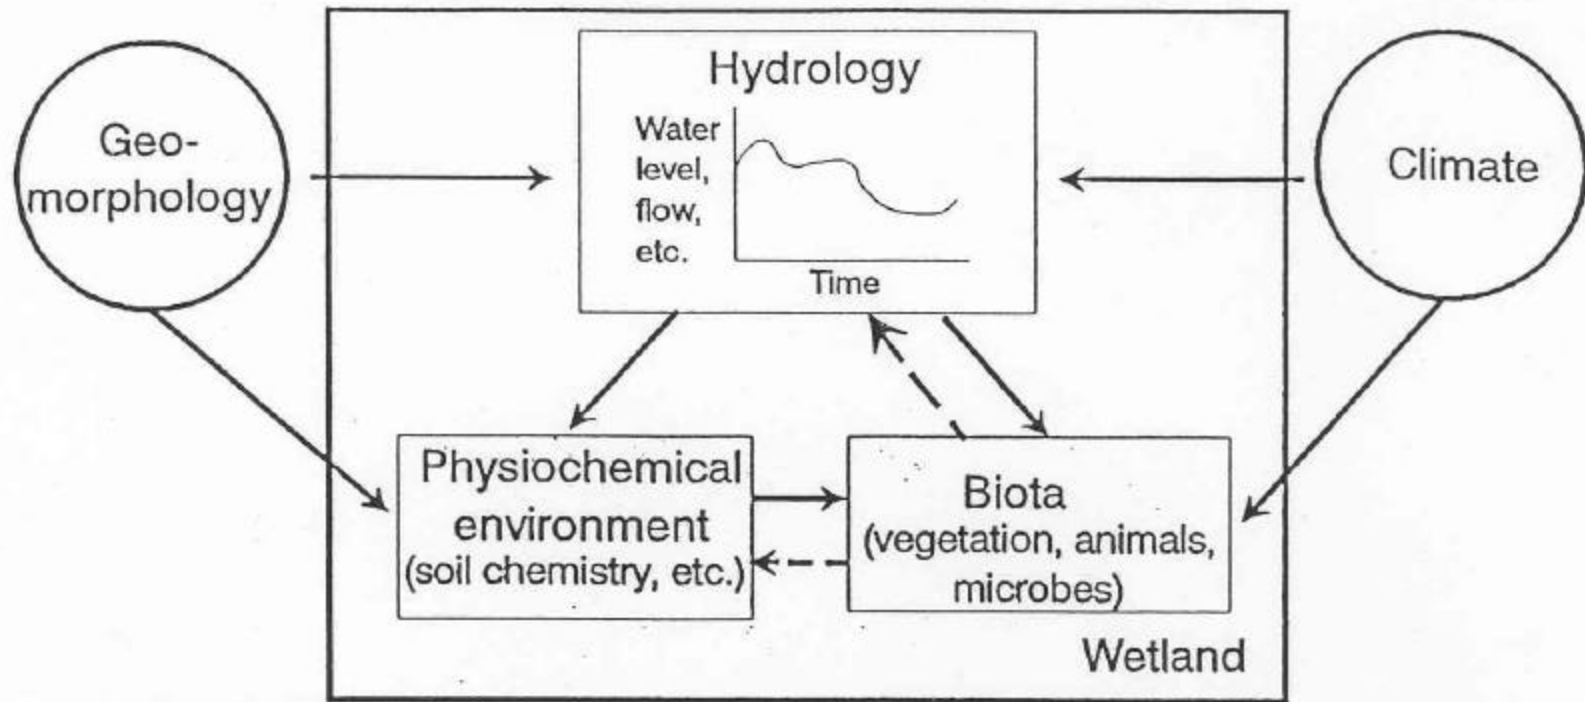 Geo-
morphology
Hydrology
Water
level,
flow,
etc.
Time
Climate
Physiochemical
environment
(soil chemistry, etc.)
Biota
(vegetation, animals,
microbes)
Wetland